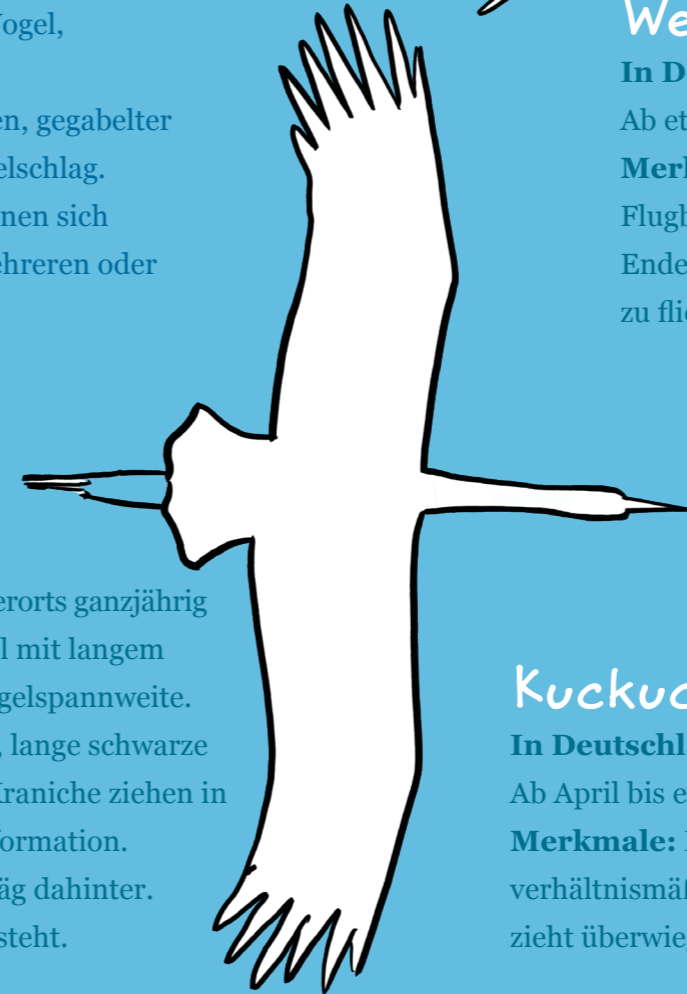 Vogel,
en, gegabelter
elschlag.
nen sich
ehreren oder
We
In D
Ab et
Merk
Flugb
Ende
zu flie
erorts ganzjährig
l mit langem
gelspannweite.
, lange schwarze
Kraniche ziehen in
formation.
äg dahinter.
steht.
Kuckuc
In Deutschl
Ab April bis e
Merkmale:
verhältnismäß
zieht überwie